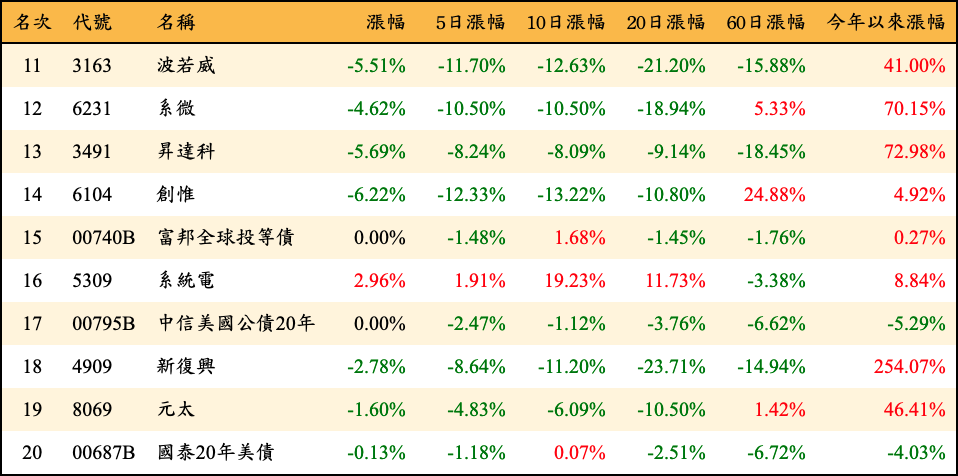 名次 代號 名稱 漲幅 5日漲幅 10日漲幅 20日漲幅 60日漲幅 今年以來漲幅
11 3163 波若威 -5.51% -11.70% -12.63% -21.20% -15.88% 41.00%
12 6231 系微 -4.62% -10.50% -10.50% -18.94% 5.33% 70.15%
13 3491 昇達科 -5.69% -8.24% -8.09% -9.14% -18.45% 72.98%
14 6104 創惟 -6.22% -12.33% -13.22% -10.80% 24.88% 4.92%
15 00740B 富邦全球投等債 0.00% -1.48% 1.68% -1.45% -1.76% 0.27%
16 5309 系統電 2.96% 1.91% 19.23% 11.73% -3.38% 8.84%
17 00795B 中信美國公債20年 0.00% -2.47% -1.12% -3.76% -6.62% -5.29%
18 4909 新復興 -2.78% -8.64% -11.20% -23.71% -14.94% 254.07%
19 8069 元太 -1.60% -4.83% -6.09% -10.50% 1.42% 46.41%
20 00687B 國泰20年美債 -0.13% -1.18% 0.07% -2.51% -6.72% -4.03%